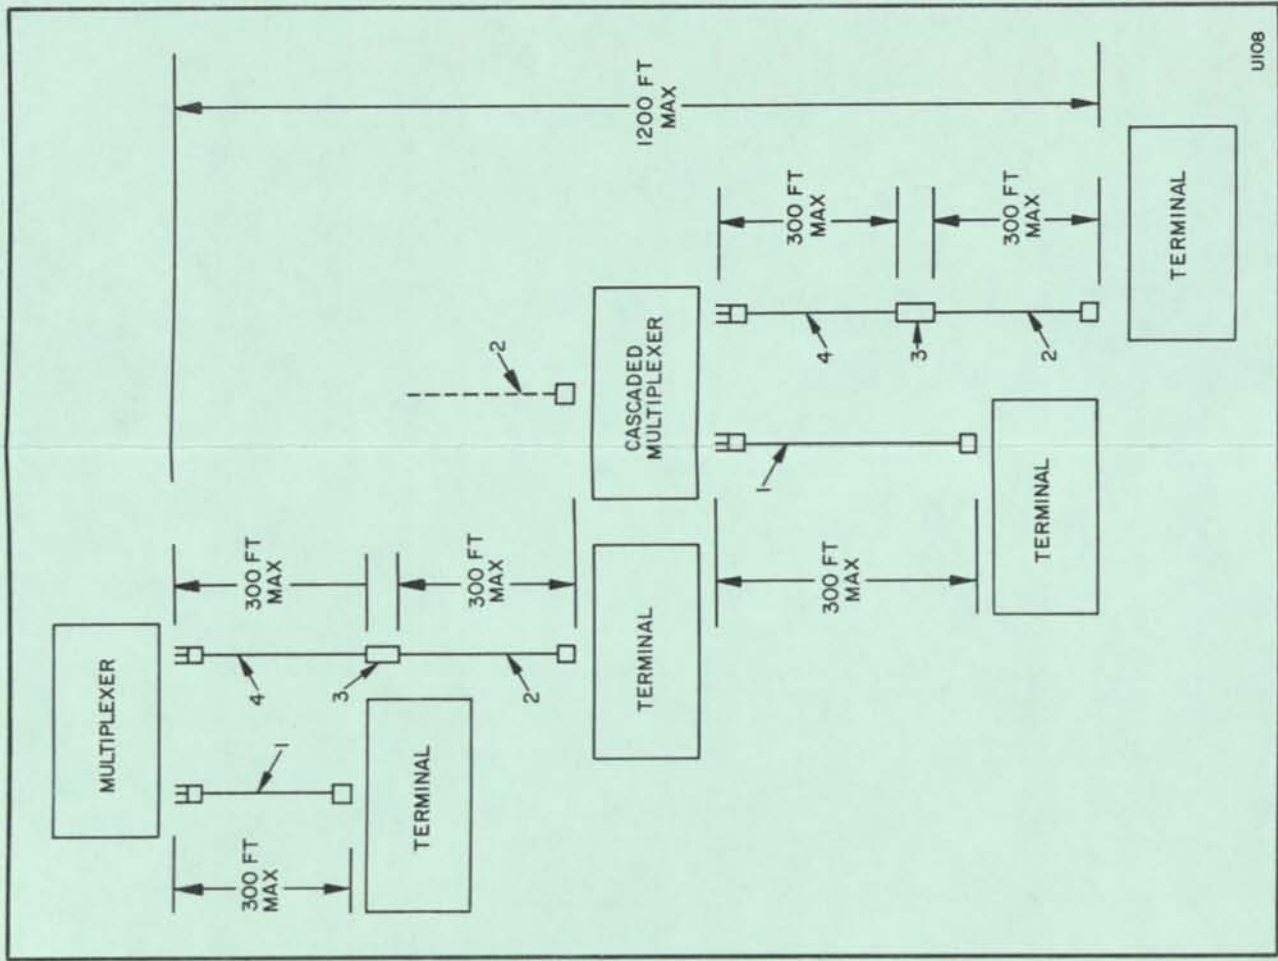 MULTIPLEXER
300 FT
MAX
1
TERMINAL
4
3
2
300 FT
MAX
300 FT
MAX
TERMINAL
2
CASCADED
MULTIPLEXER
1200 FT
MAX
300 FT
MAX
1
TERMINAL
4
3
2
300 FT
MAX
300 FT
MAX
TERMINAL
U108